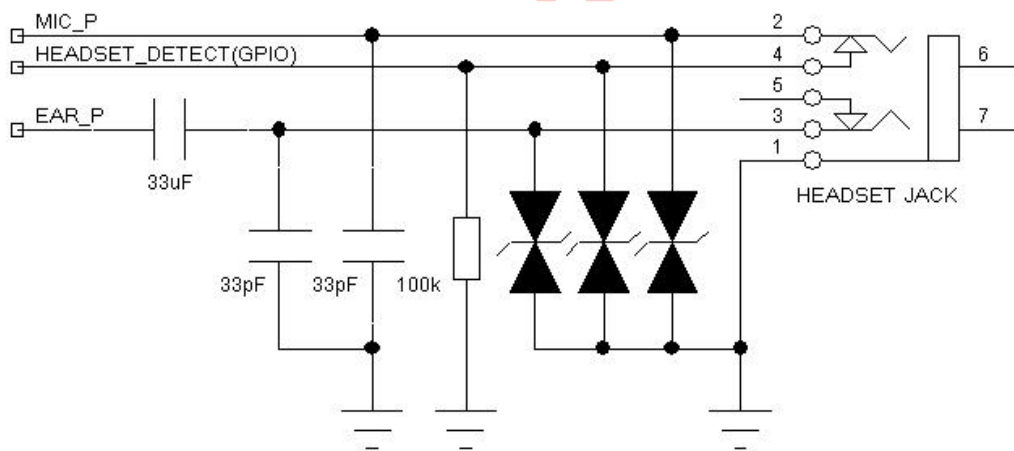 MIC_P
2
HEADSET_DETECT(GPIO)
4
6
5
EAR_P
3
7
1
33uF
HEADSET JACK
33pF
33pF
100k